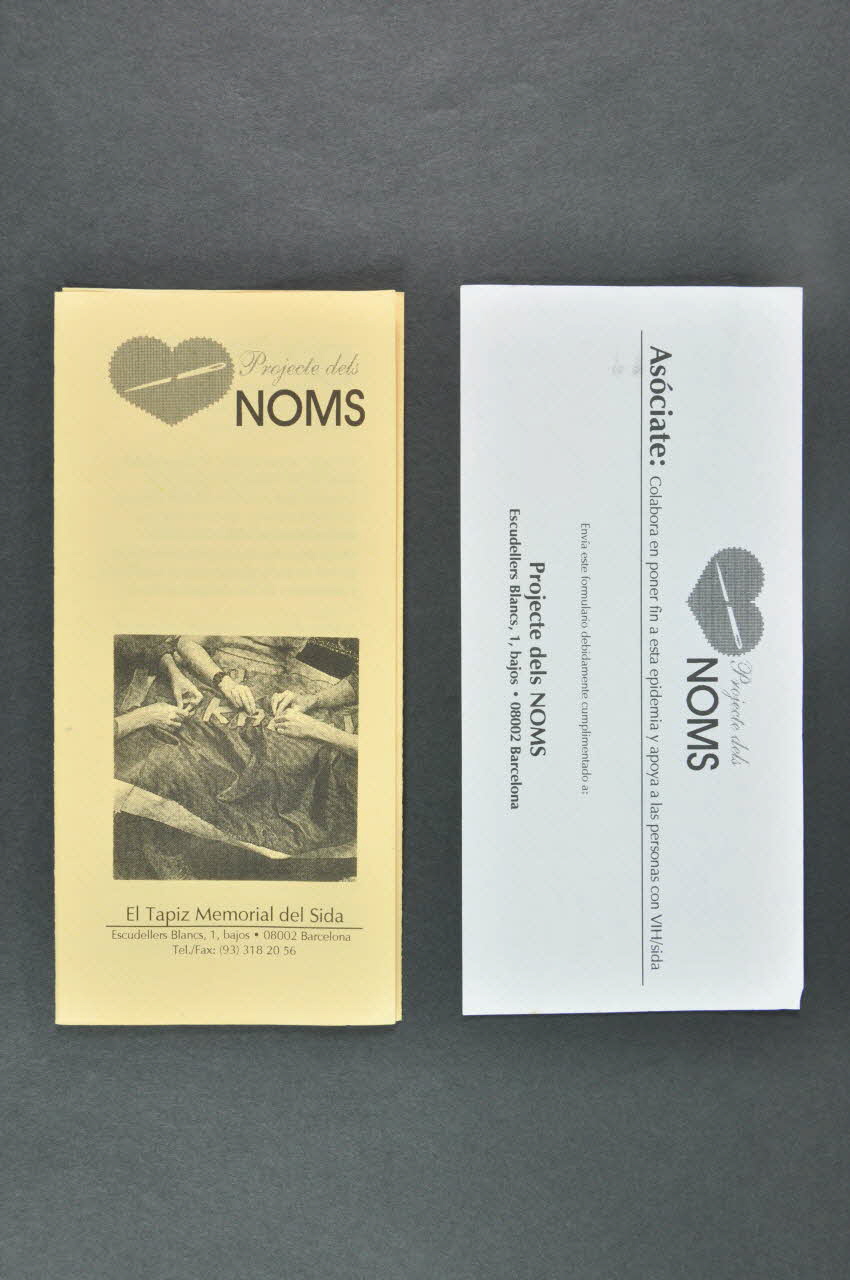 Projecte dels
NOMS
El Tapiz Memorial del Sida
Escudellers Blancs, 1, bajos • 08002 Barcelona
Tel./Fax: (93) 318 20 56
Projecte dels
NOMS
Asóciate: Colabora en poner fin a esta epidemia y apoya a las personas con VIH/sida
Envía este formulario debidamente cumplimentado a:
Projecte dels NOMS
Escudellers Blancs, 1, bajos • 08002 Barcelona